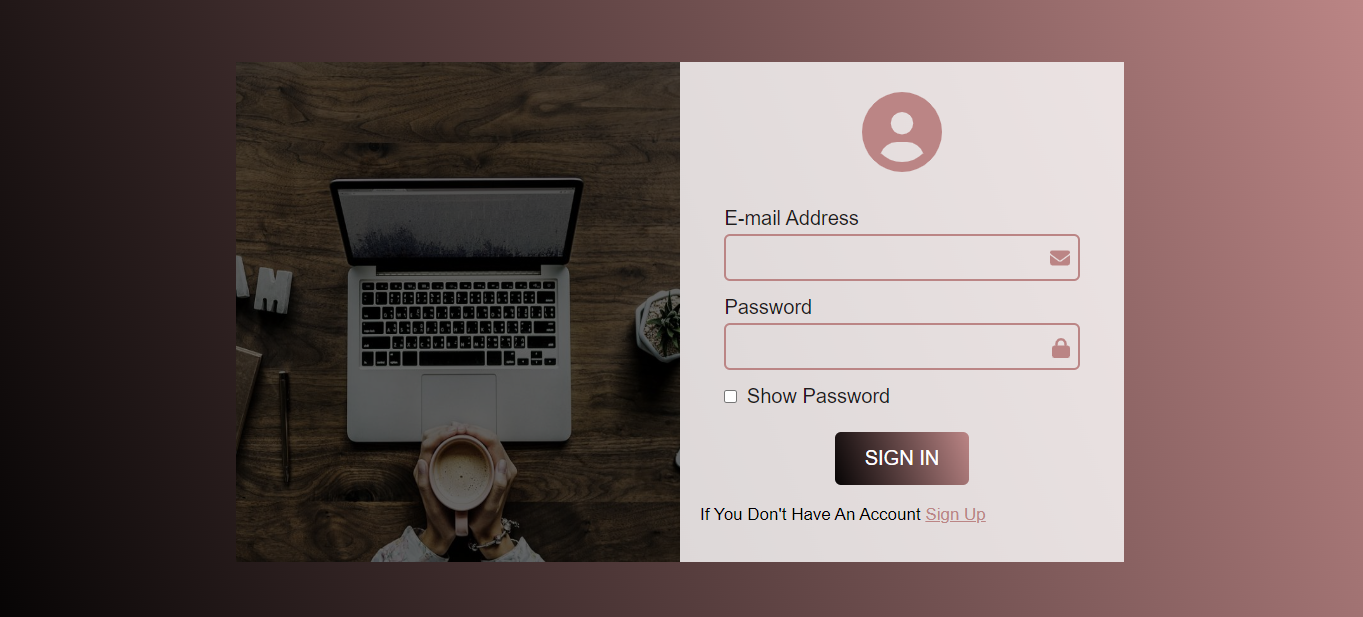 E-mail Address
Password
Show Password
SIGN IN
If You Don't Have An Account Sign Up